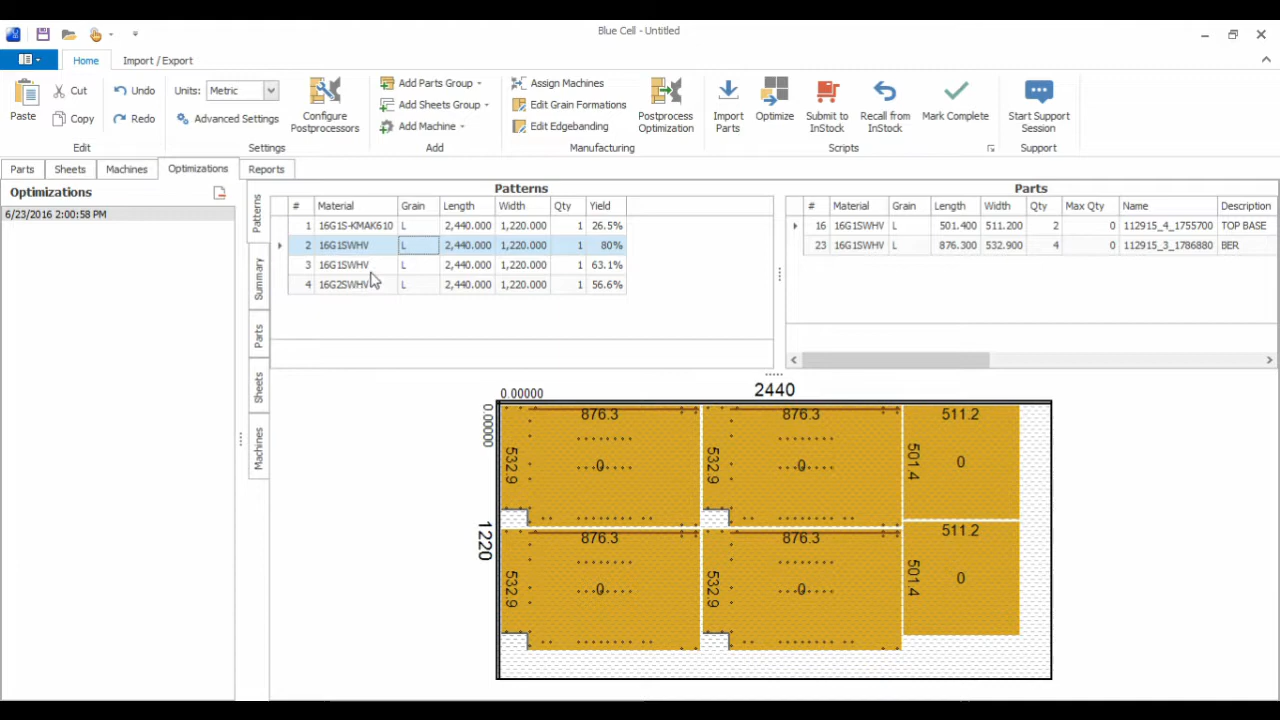 Blue Cell - Untitled
Home Import / Export
Paste Cut Copy Undo Redo Edit
Units: Metric Advanced Settings Configure Postprocessors Settings
Add Parts Group Add Sheets Group Add Machine Add
Assign Machines Edit Grain Formations Edit Edgebanding Postprocess Optimization Manufacturing
Import Parts Optimize Submit to InStock Recall from InStock Mark Complete Scripts
Start Support Session Support
Parts Sheets Machines Optimizations Reports
Optimizations
6/23/2016 2:00:58 PM
Patterns
Summary
Parts
Sheets
Machines
Patterns
# Material Grain Length Width Qty Yield
1 16G1S-KMAK610 L 2,440.000 1,220.000 1 26.5%
2 16G1SWHV L 2,440.000 1,220.000 1 80%
3 16G1SWHV L 2,440.000 1,220.000 1 63.1%
4 16G2SWHV L 2,440.000 1,220.000 1 56.6%
Parts
# Material Grain Length Width Qty Max Qty Name Description
16 16G1SWHV L 501.400 511.200 2 0 112915_4_1755700 TOP BASE
23 16G1SWHV L 876.300 532.900 4 0 112915_3_1786880 BER
0.00000 2440
0.00000
1220
876.3 876.3 511.2
532.9 0 532.9 0 501.4 0
876.3 876.3 511.2
532.9 0 532.9 0 501.4 0